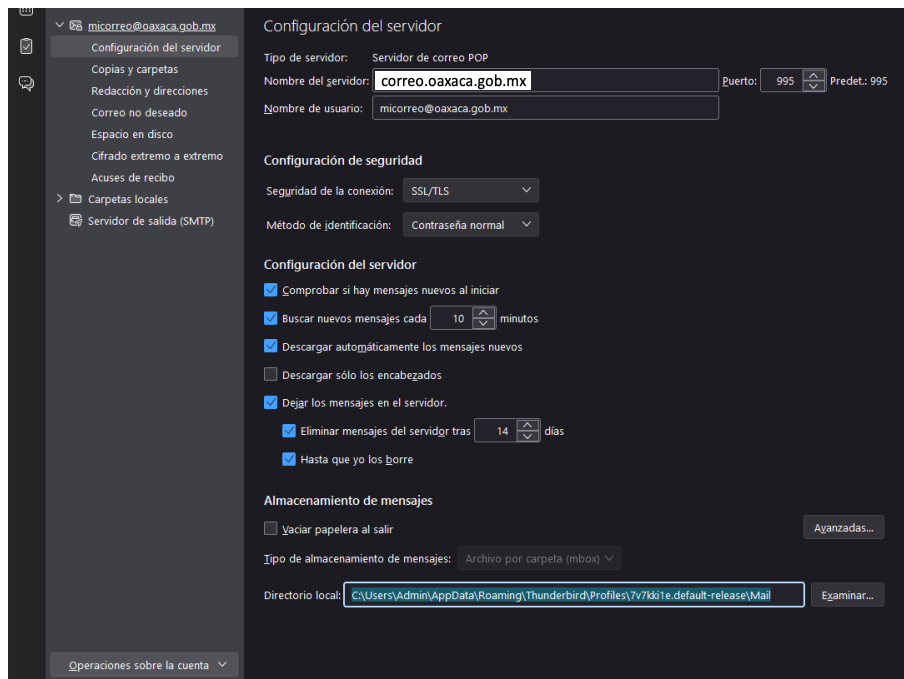 micorreo@oaxaca.gob.mx
Configuración del servidor
Copias y carpetas
Redacción y direcciones
Correo no deseado
Espacio en disco
Cifrado extremo a extremo
Acuses de recibo
Carpetas locales
Servidor de salida (SMTP)
Operaciones sobre la cuenta
Configuración del servidor
Tipo de servidor: Servidor de correo POP
Nombre del servidor: correo.oaxaca.gob.mx Puerto: 995 Predet.: 995
Nombre de usuario: micorreo@oaxaca.gob.mx
Configuración de seguridad
Seguridad de la conexión: SSL/TLS
Método de identificación: Contraseña normal
Configuración del servidor
Comprobar si hay mensajes nuevos al iniciar
Buscar nuevos mensajes cada 10 minutos
Descargar automáticamente los mensajes nuevos
Descargar sólo los encabezados
Dejar los mensajes en el servidor.
Eliminar mensajes del servidor tras 14 días
Hasta que yo los borre
Almacenamiento de mensajes
Vaciar papelera al salir Avanzadas...
Tipo de almacenamiento de mensajes: Archivo por carpeta (mbox)
Directorio local: C:\Users\Admin\AppData\Roaming\Thunderbird\Profiles\7v7kki1e.default-release\Mail Examinar...